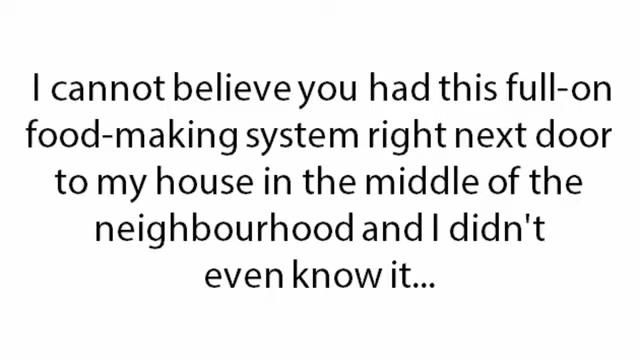 I cannot believe you had this full-on
food-making system right next door
to my house in the middle of the
neighbourhood and I didn't
even know it...